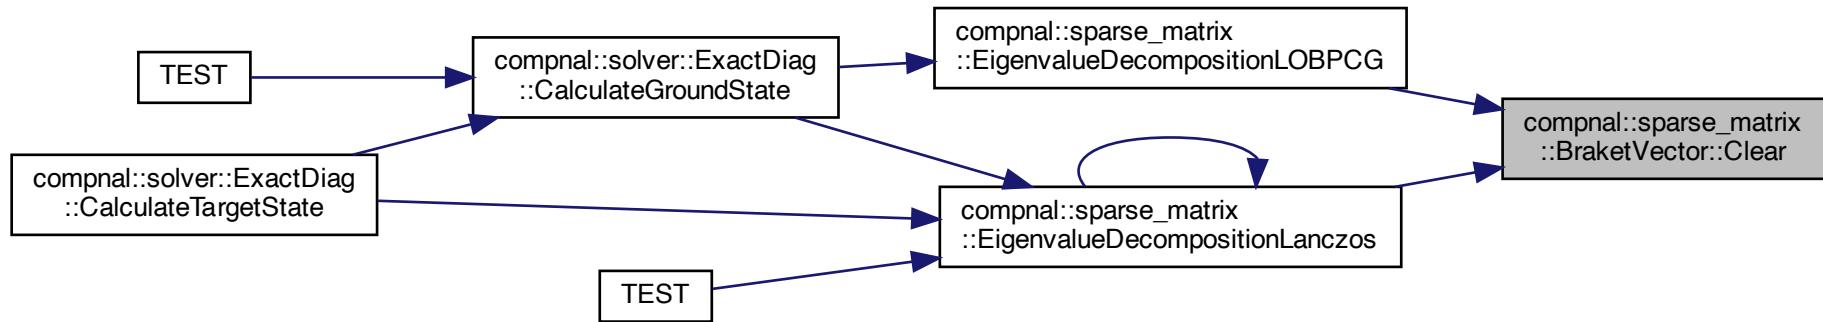 compnal::sparse_matrix
::EigenvalueDecompositionLOBPCG
compnal::solver::ExactDiag
::CalculateGroundState
TEST
compnal::sparse_matrix
::BraketVector::Clear
compnal::solver::ExactDiag
::CalculateTargetState
compnal::sparse_matrix
::EigenvalueDecompositionLanczos
TEST